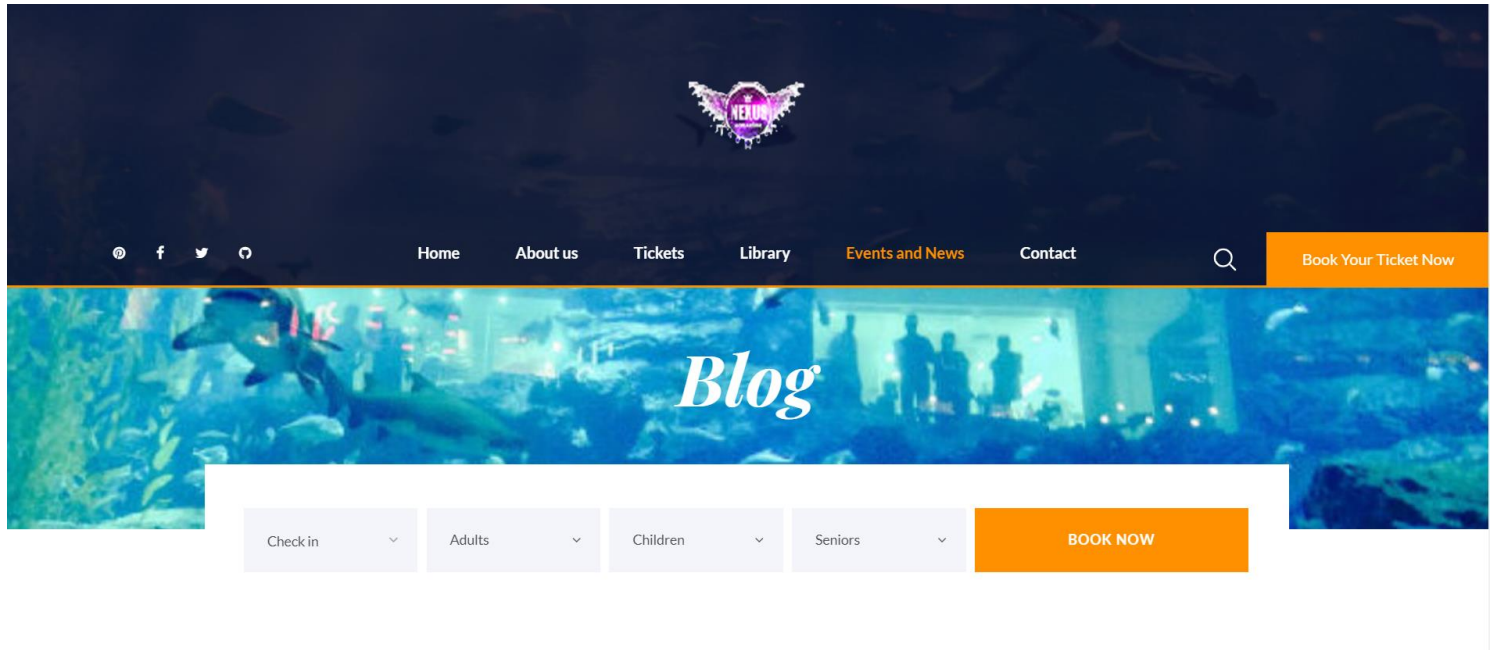 NEXUS
Home About us Tickets Library Events and News Contact Book Your Ticket Now
Blog
Check in Adults Children Seniors BOOK NOW